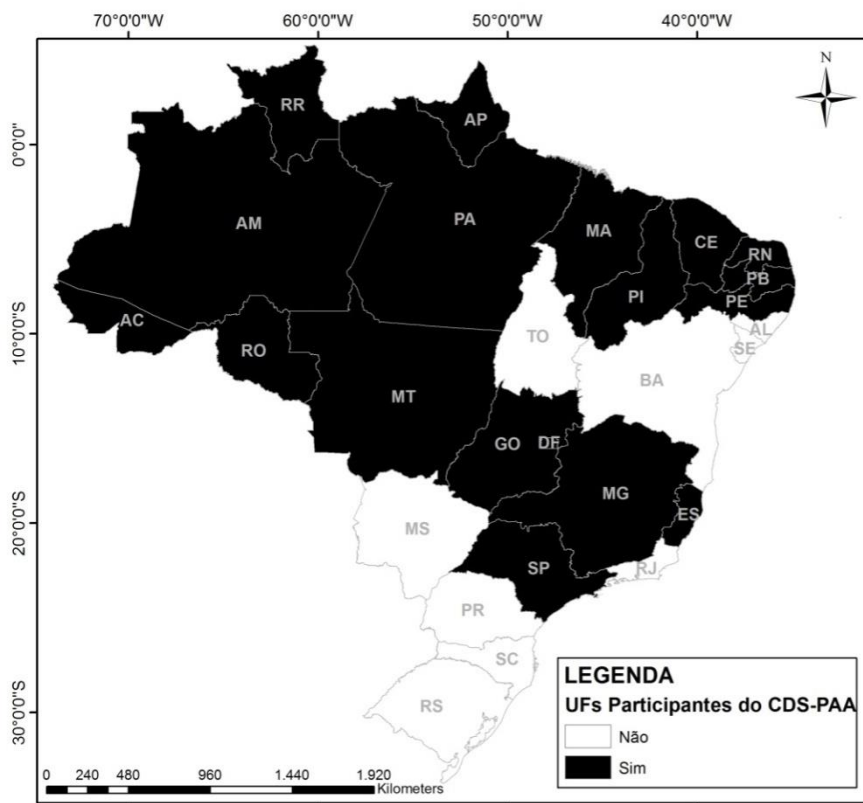 70°0'0"W 60°0'0"W 50°0'0"W 40°0'0"W
N
RR
AP
0°0'0"
AM
PA
MA
CE
RN
PB
PI
PE
AC
10°0'0"S
RO
TO
AL
SE
MT
BA
GO
DF
MG
ES
20°0'0"S
MS
SP
RJ
PR
SC
RS
30°0'0"S
LEGENDA
UFs Participantes do CDS-PAA
Não
Sim
0 240 480 960 1.440 1.920
Kilometers